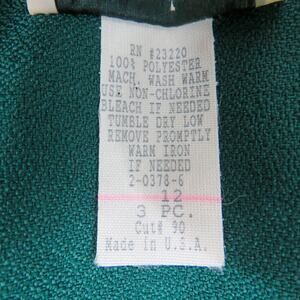 RN #23220
100% POLYESTER
MACH. WASH WARM
USE NON-CHLORINE
BLEACH IF NEEDED
TUMBLE DRY LOW
REMOVE PROMPTLY
WARM IRON
IF NEEDED
2-0378-6
12
3 PC.
Cut# 90
Made in U.S.A.